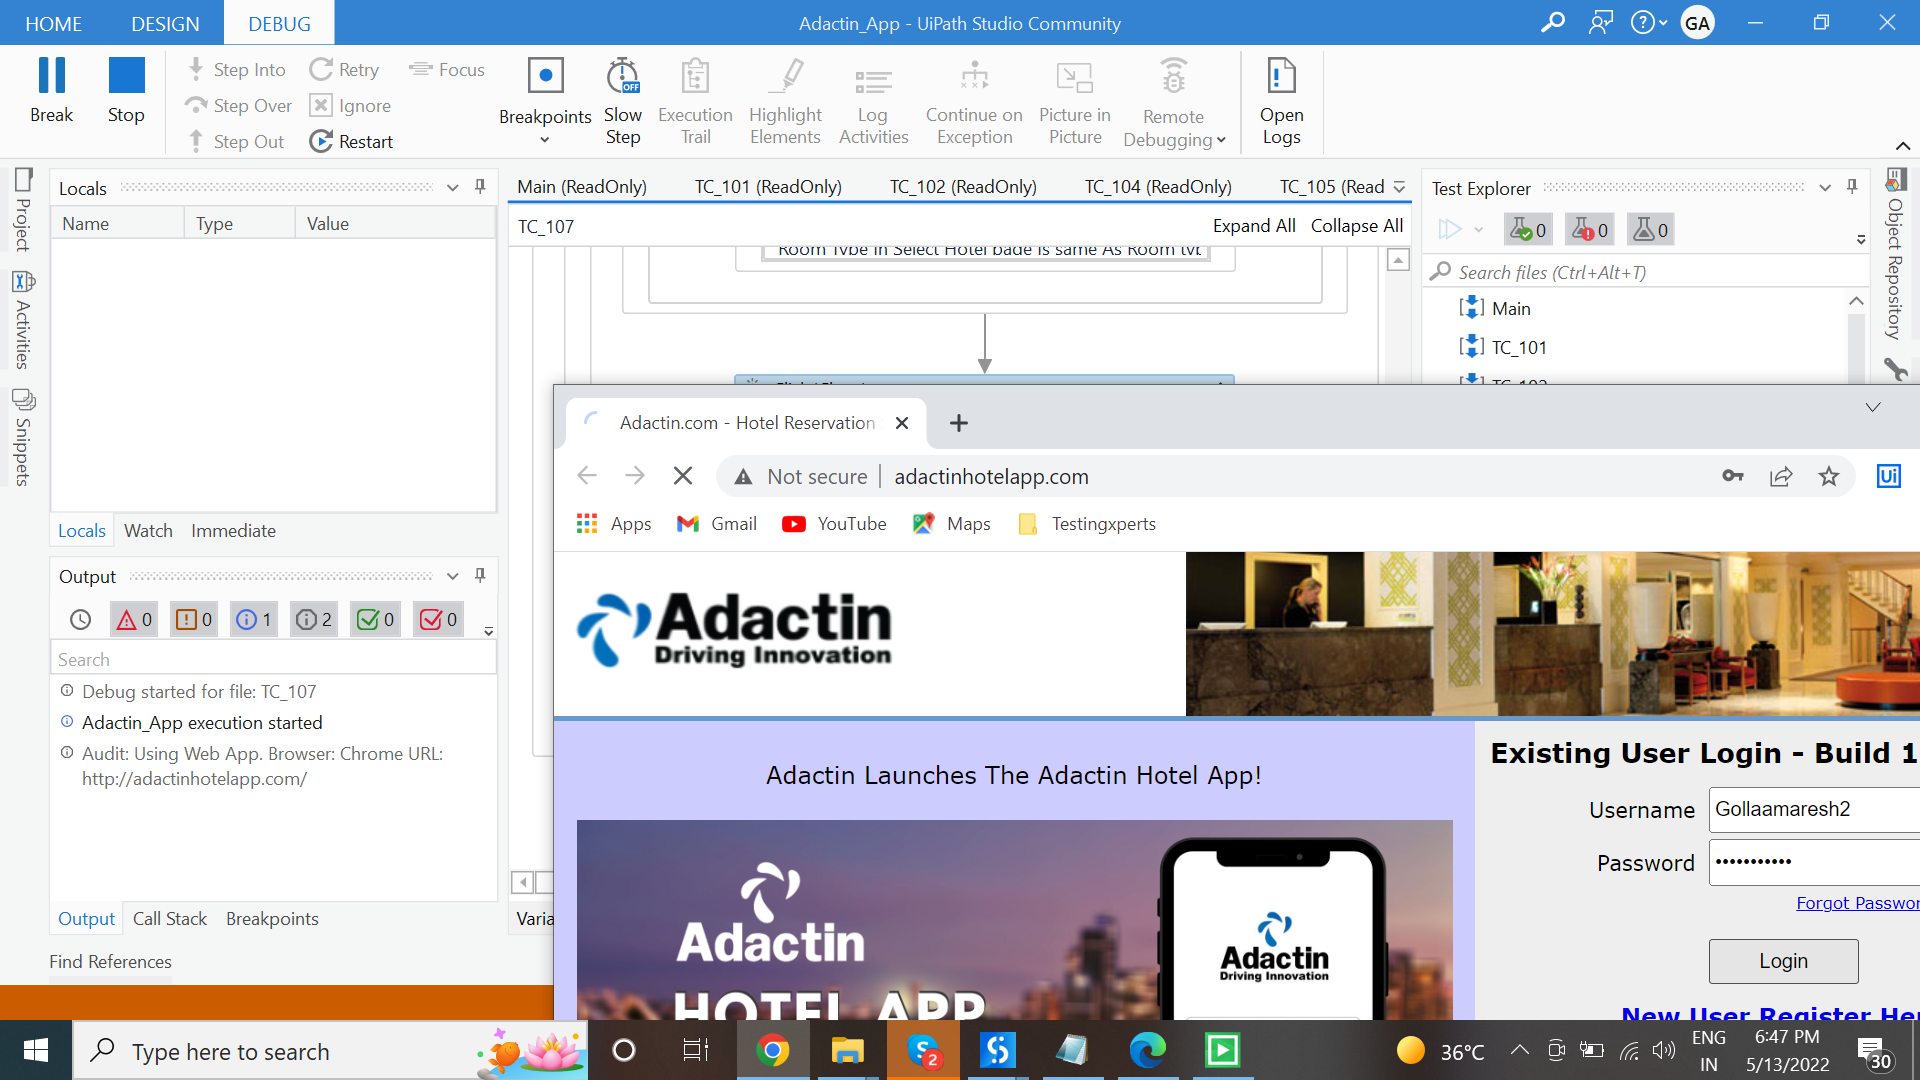 HOME DESIGN DEBUG
Adactin_App - UiPath Studio Community
GA
Break
Stop
Step Into
Step Over
Step Out
Retry
Ignore
Restart
Focus
Breakpoints
Slow Step
OFF
Execution Trail
Highlight Elements
Log Activities
Continue on Exception
Picture in Picture
Remote Debugging
Open Logs
Project
Activities
Snippets
Locals
Name Type Value
Locals Watch Immediate
Output
0 0 1 2 0 0
Search
Debug started for file: TC_107
Adactin_App execution started
Audit: Using Web App. Browser: Chrome URL:
http://adactinhotelapp.com/
Output Call Stack Breakpoints
Find References
Main (ReadOnly) TC_101 (ReadOnly) TC_102 (ReadOnly) TC_104 (ReadOnly) TC_105 (Read
TC_107
Expand All Collapse All
Room Type in Select Hotel page is same As Room
Varia
Test Explorer
0 0 0
Search files (Ctrl+Alt+T)
Main
TC_101
Object Repository
Adactin.com - Hotel Reservation
Not secure adactinhotelapp.com
Ui
Apps Gmail YouTube Maps Testingxperts
Adactin
Driving Innovation
Adactin Launches The Adactin Hotel App!
Adactin
HOTEL APP
Adactin
Driving Innovation
Existing User Login - Build 1
Username Gollaamaresh2
Password •••••••••••
Forgot Passwor
Login
New User Register He
Type here to search
2
36°C
ENG
IN
6:47 PM
5/13/2022
30